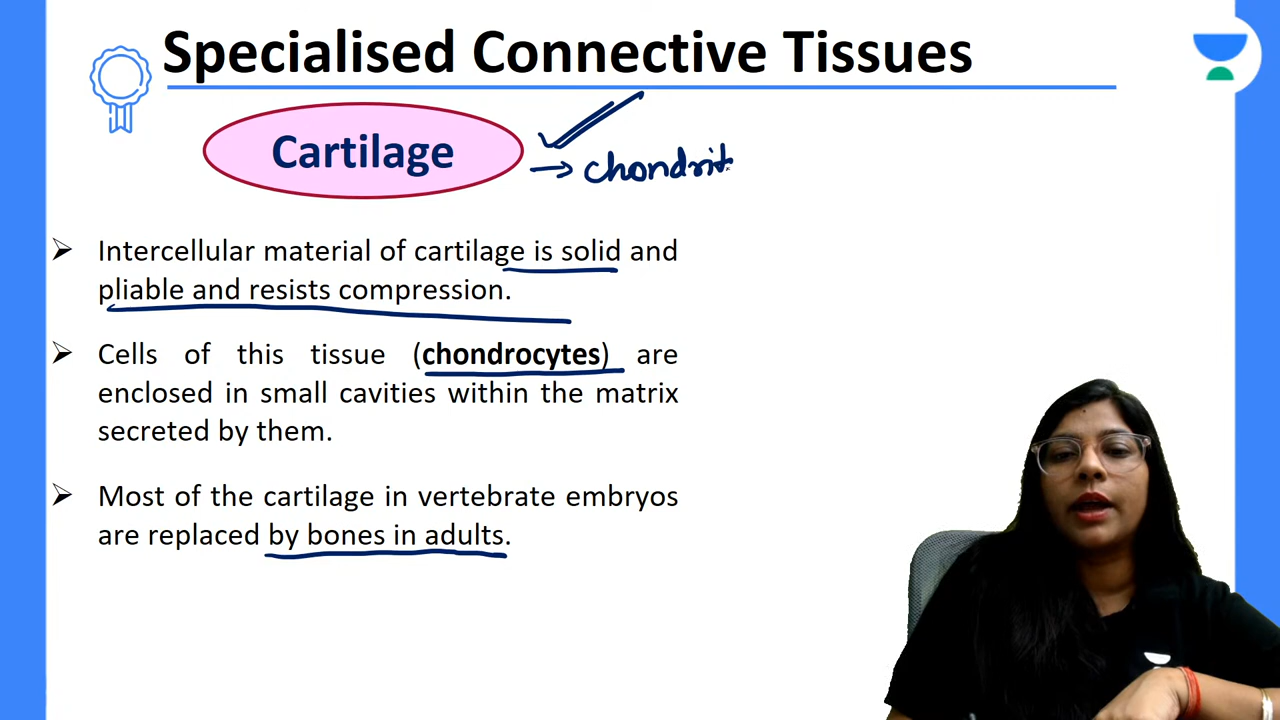 Specialised Connective Tissues
Cartilage
→ chondrit
➢ Intercellular material of cartilage is solid and
pliable and resists compression.
➢ Cells of this tissue (chondrocytes) are
enclosed in small cavities within the matrix
secreted by them.
➢ Most of the cartilage in vertebrate embryos
are replaced by bones in adults.